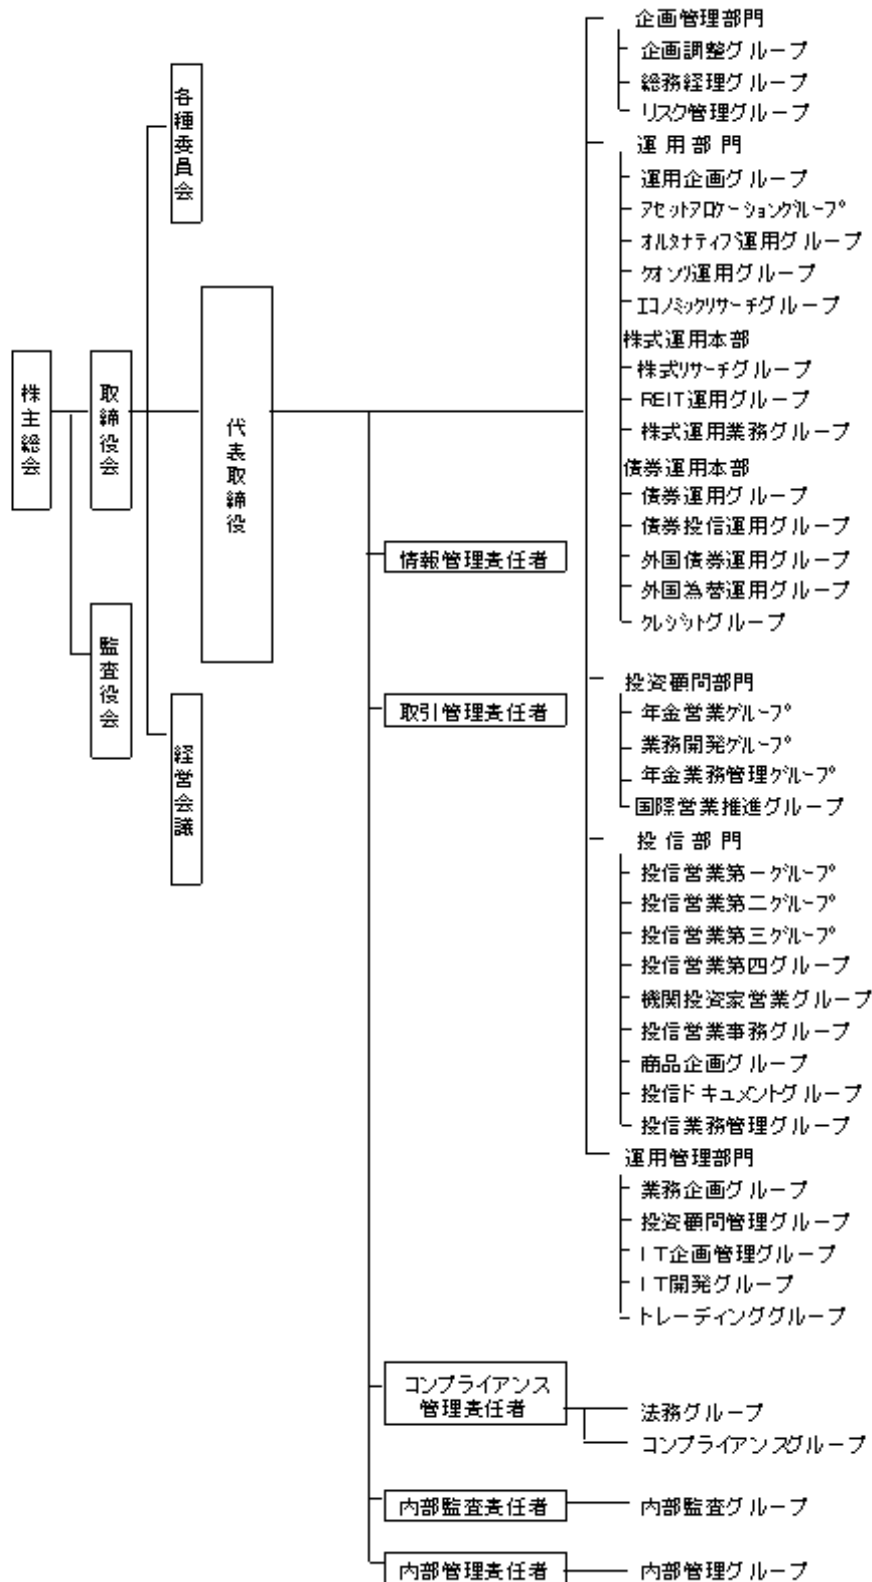 株主総会
取締役会
監査役会
各種委員会
経営会議
代表取締役
情報管理責任者
取引管理責任者
コンプライアンス
管理責任者
内部監査責任者
内部管理責任者
企画管理部門
企画調整グループ
総務経理グループ
リスク管理グループ
運用部門
運用企画グループ
アセットアロケーショングループ
オルタナティブ運用グループ
クオンツ運用グループ
エコノミックリサーチグループ
株式運用本部
株式リサーチグループ
REIT運用グループ
株式運用業務グループ
債券運用本部
債券運用グループ
債券投信運用グループ
外国債券運用グループ
外国為替運用グループ
クレジットグループ
投資顧問部門
年金営業グループ
業務開発グループ
年金業務管理グループ
国際営業推進グループ
投信部門
投信営業第一グループ
投信営業第二グループ
投信営業第三グループ
投信営業第四グループ
機関投資家営業グループ
投信営業事務グループ
商品企画グループ
投信ドキュメントグループ
投信業務管理グループ
運用管理部門
業務企画グループ
投資顧問管理グループ
IT企画管理グループ
IT開発グループ
トレーディンググループ
法務グループ
コンプライアンスグループ
内部監査グループ
内部管理グループ